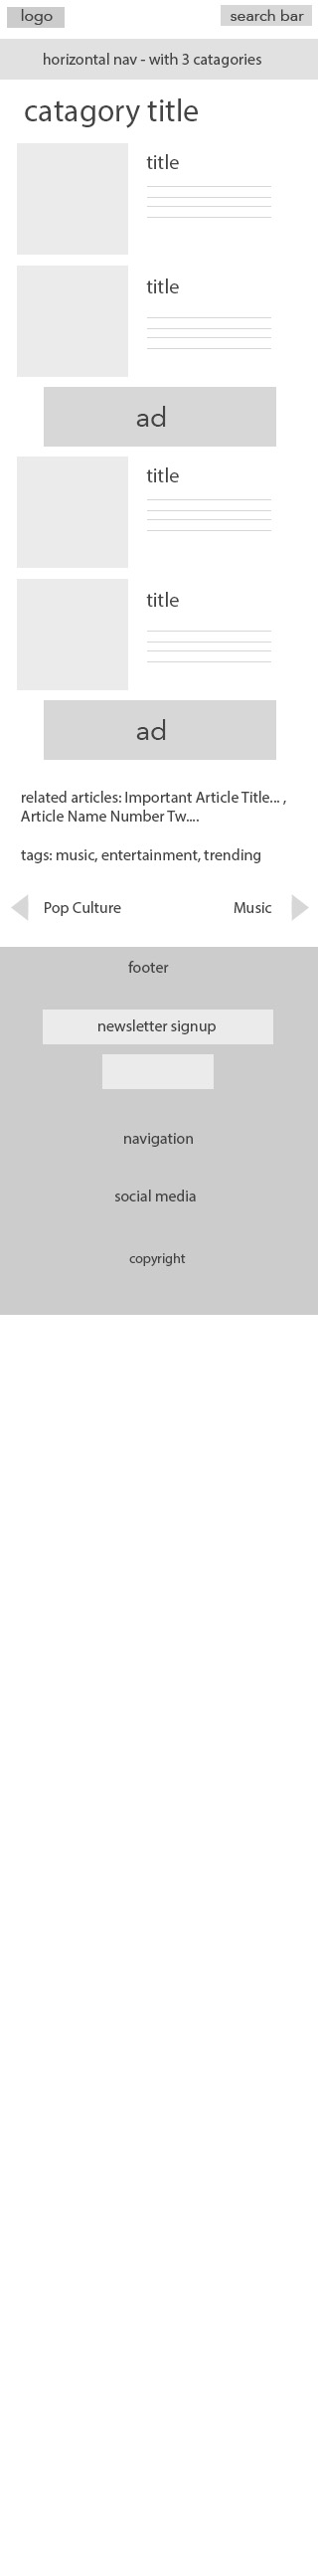 logo
search bar
horizontal nav - with 3 catagories
catagory title
title
title
ad
title
title
ad
related articles: Important Article Title... ,
Article Name Number Tw....
tags: music, entertainment, trending
Pop Culture
Music
footer
newsletter signup
navigation
social media
copyright